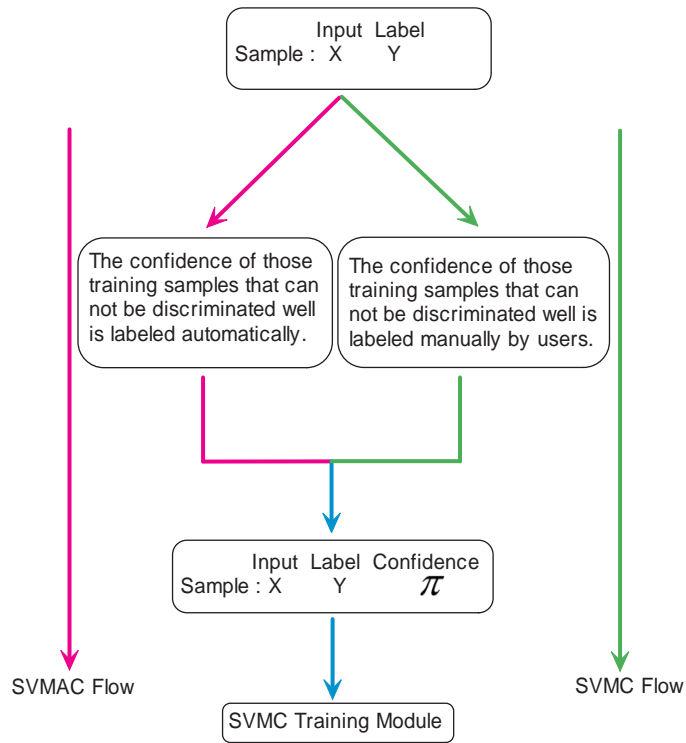 Input Label
Sample : X Y
The confidence of those
training samples that can
not be discriminated well
is labeled automatically.
The confidence of those
training samples that can
not be discriminated well is
labeled manually by users.
Input Label Confidence
Sample : X Y π
SVMAC Flow
SVMC Flow
SVMC Training Module